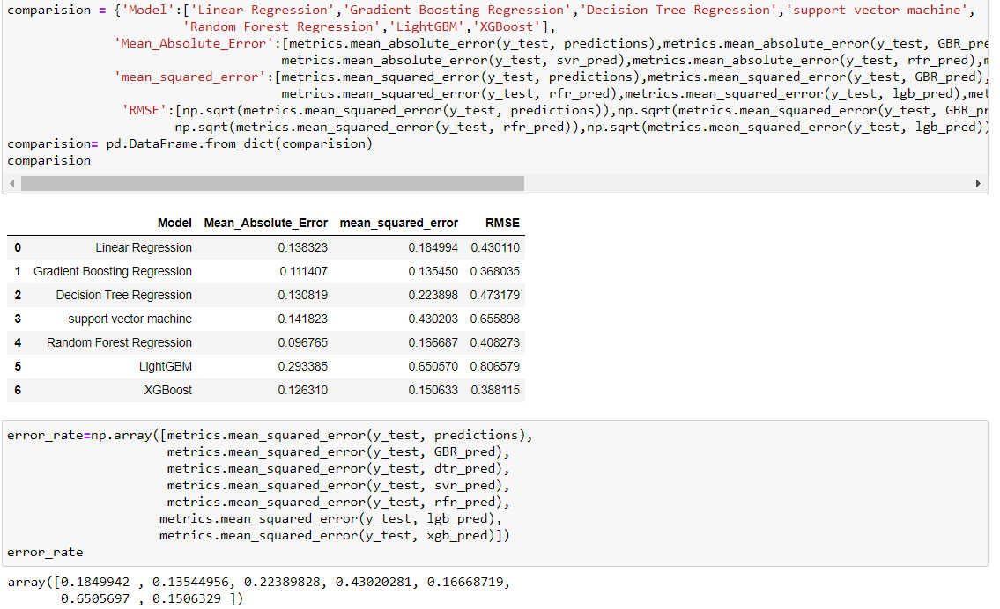 comparision = {'Model':['Linear Regression','Gradient Boosting Regression','Decision Tree Regression','support vector machine',
'Random Forest Regression','LightGBM','XGBoost'],
'Mean_Absolute_Error':[metrics.mean_absolute_error(y_test, predictions),metrics.mean_absolute_error(y_test, GBR_pre
metrics.mean_absolute_error(y_test, svr_pred),metrics.mean_absolute_error(y_test, rfr_pred),m
'mean_squared_error':[metrics.mean_squared_error(y_test, predictions),metrics.mean_squared_error(y_test, GBR_pred),
metrics.mean_squared_error(y_test, rfr_pred),metrics.mean_squared_error(y_test, lgb_pred),met
'RMSE':[np.sqrt(metrics.mean_squared_error(y_test, predictions)),np.sqrt(metrics.mean_squared_error(y_test, GBR_pr
np.sqrt(metrics.mean_squared_error(y_test, rfr_pred)),np.sqrt(metrics.mean_squared_error(y_test, lgb_pred))
comparision= pd.DataFrame.from_dict(comparision)
comparision
Model Mean_Absolute_Error mean_squared_error RMSE
0 Linear Regression 0.138323 0.184994 0.430110
1 Gradient Boosting Regression 0.111407 0.135450 0.368035
2 Decision Tree Regression 0.130819 0.223898 0.473179
3 support vector machine 0.141823 0.430203 0.655898
4 Random Forest Regression 0.096765 0.166687 0.408273
5 LightGBM 0.293385 0.650570 0.806579
6 XGBoost 0.126310 0.150633 0.388115
error_rate=np.array([metrics.mean_squared_error(y_test, predictions),
metrics.mean_squared_error(y_test, GBR_pred),
metrics.mean_squared_error(y_test, dtr_pred),
metrics.mean_squared_error(y_test, svr_pred),
metrics.mean_squared_error(y_test, rfr_pred),
metrics.mean_squared_error(y_test, lgb_pred),
metrics.mean_squared_error(y_test, xgb_pred)])
error_rate
array([0.1849942 , 0.13544956, 0.22389828, 0.43020281, 0.16668719,
0.6505697 , 0.1506329 ])